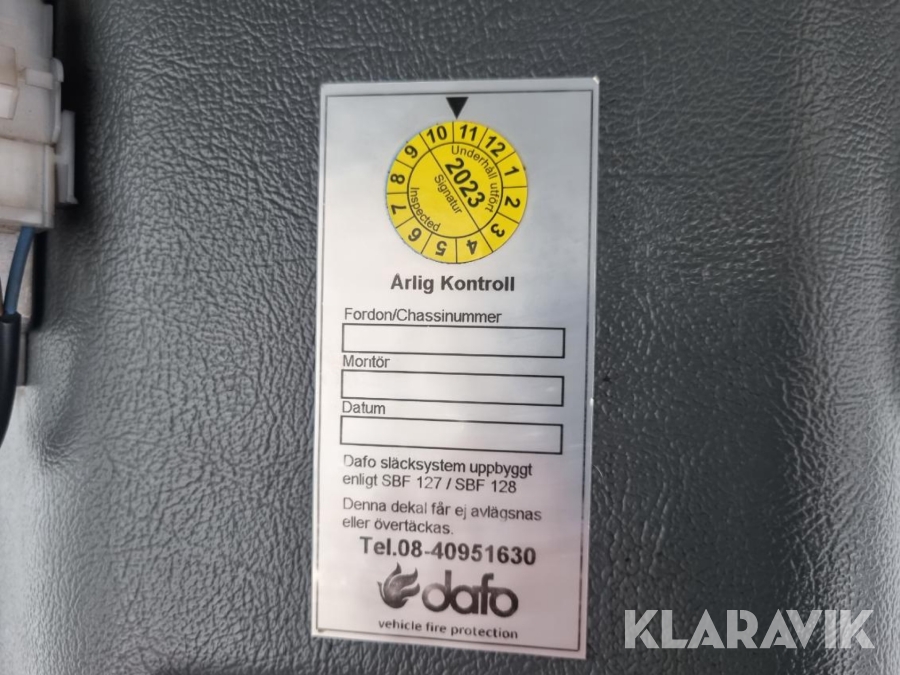 10 11 12 1 2 3 4 5 6 7 8 9
Underhåll utfört
2023
Signatur
Inspected
Årlig Kontroll
Fordon/Chassinummer
Montör
Datum
Dafo släcksystem uppbyggt
enligt SBF 127 / SBF 128
Denna dekal får ej avlägsnas
eller övertäckas.
Tel.08-40951630
dafo
vehicle fire protection
KLARAVIK